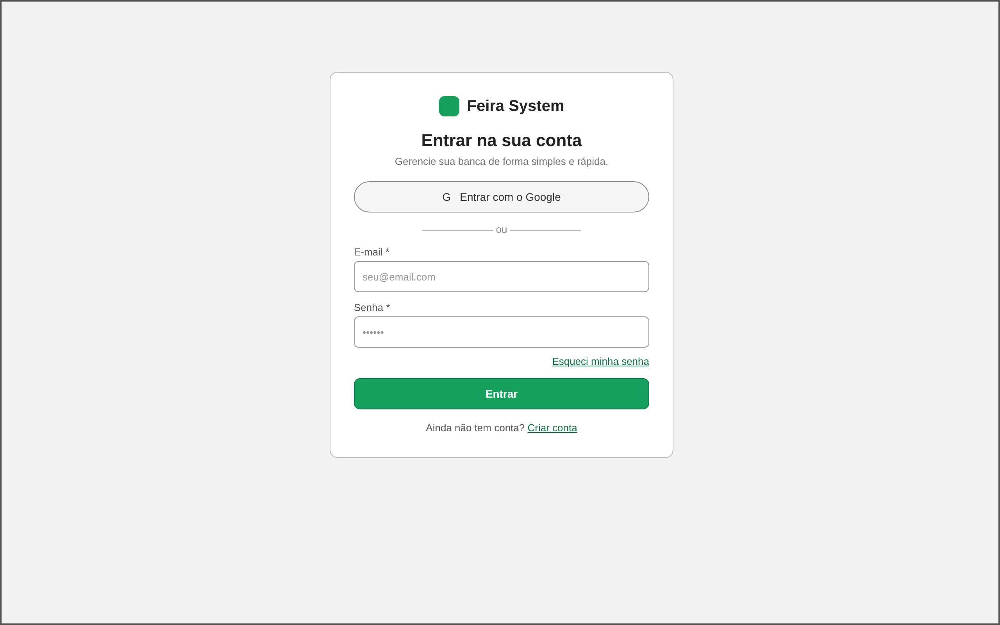 Feira System
Entrar na sua conta
Gerencie sua banca de forma simples e rápida.
G Entrar com o Google
——————— ou ———————
E-mail *
seu@email.com
Senha *
••••••
Esqueci minha senha
Entrar
Ainda não tem conta? Criar conta